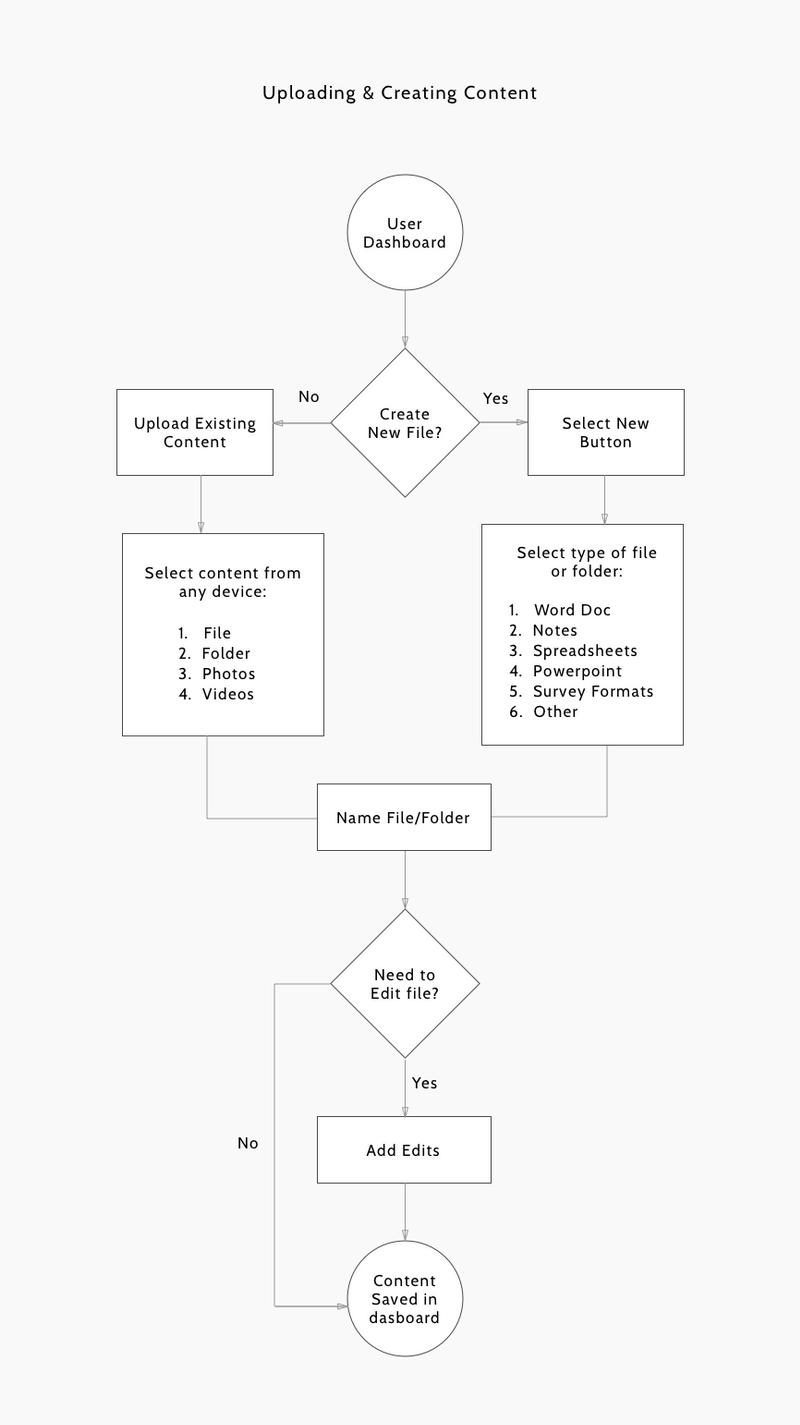 Uploading & Creating Content
User
Dashboard
Create
New File?
No
Yes
Upload Existing
Content
Select New
Button
Select content from
any device:
1. File
2. Folder
3. Photos
4. Videos
Select type of file
or folder:
1. Word Doc
2. Notes
3. Spreadsheets
4. Powerpoint
5. Survey Formats
6. Other
Name File/Folder
Need to
Edit file?
Yes
No
Add Edits
Content
Saved in
dasboard